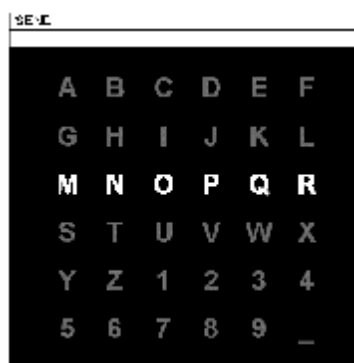 A B C D E F
G H I J K L
M N O P Q R
S T U V W X
Y Z 1 2 3 4
5 6 7 8 9 _